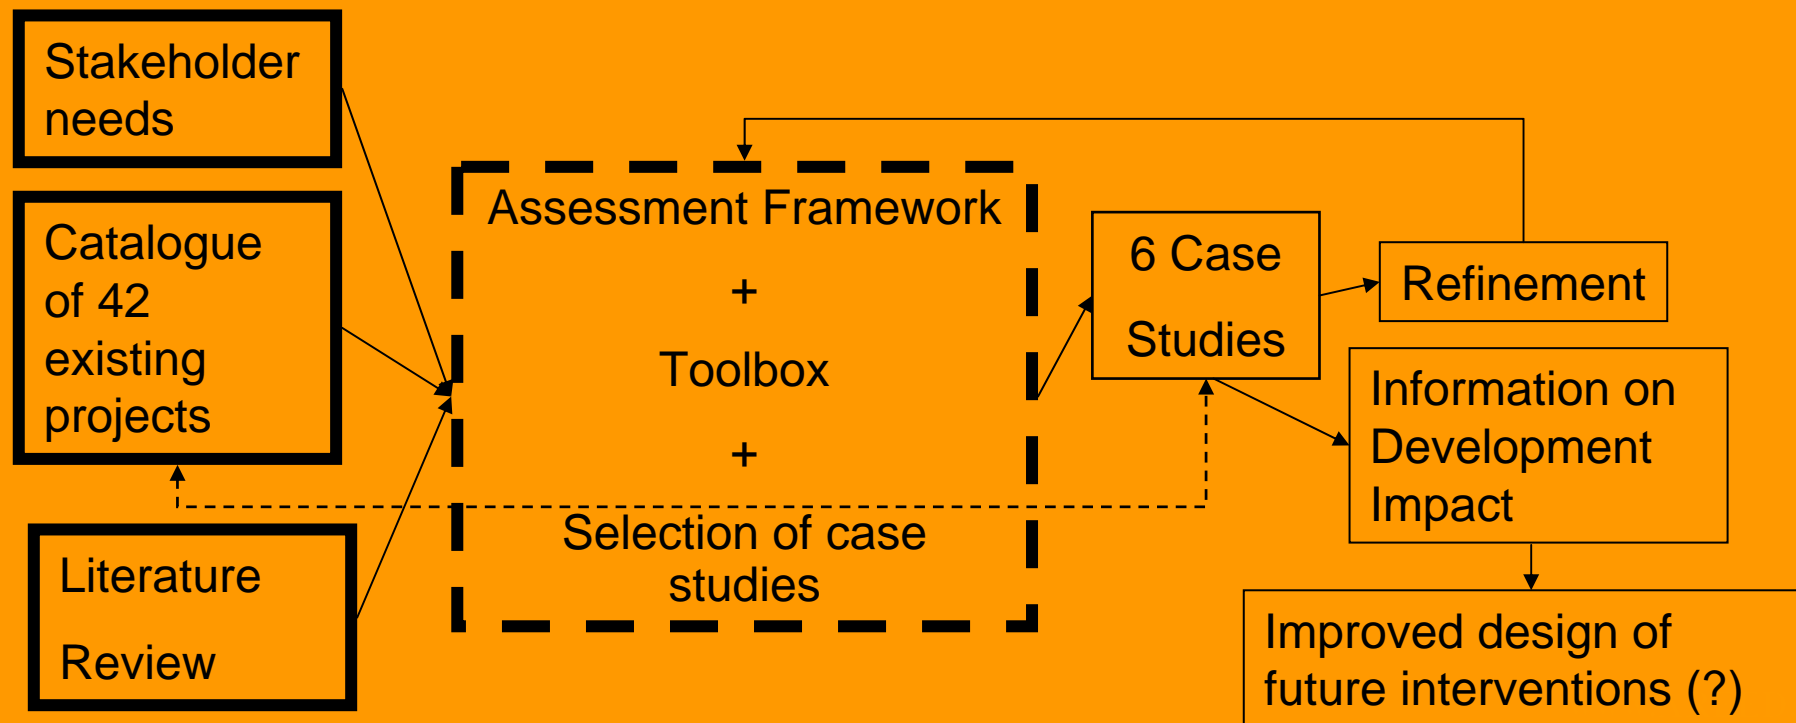 Stakeholder
needs
Catalogue
of 42
existing
projects
Literature
Review
Assessment Framework
+
Toolbox
+
Selection of case
studies
6 Case
Studies
Refinement
Information on
Development
Impact
Improved design of
future interventions (?)